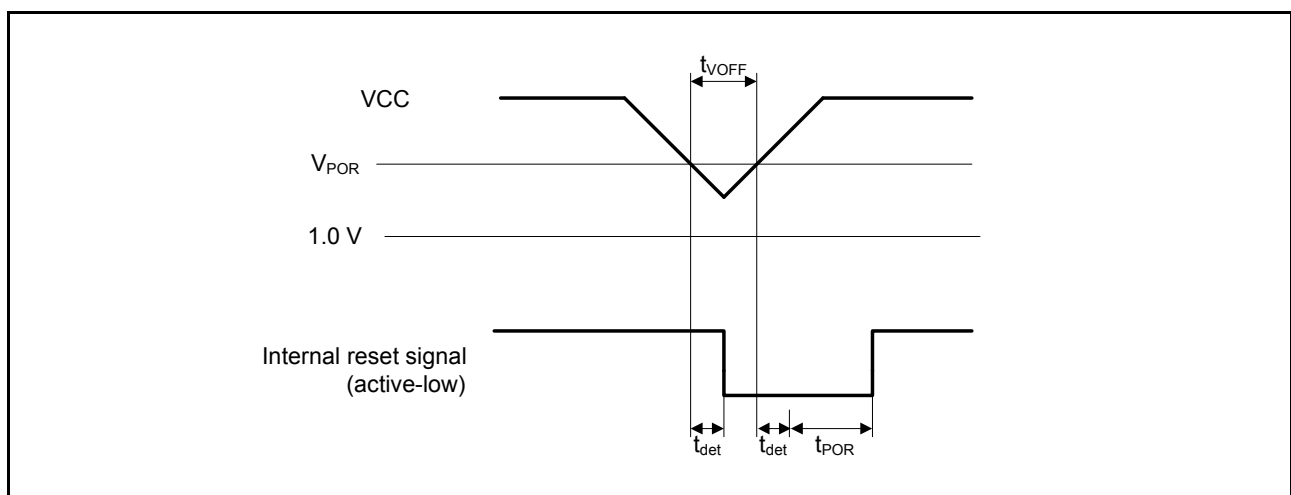 tVOFF
VCC
VPOR
1.0 V
Internal reset signal
(active-low)
tdet
tdet
tPOR